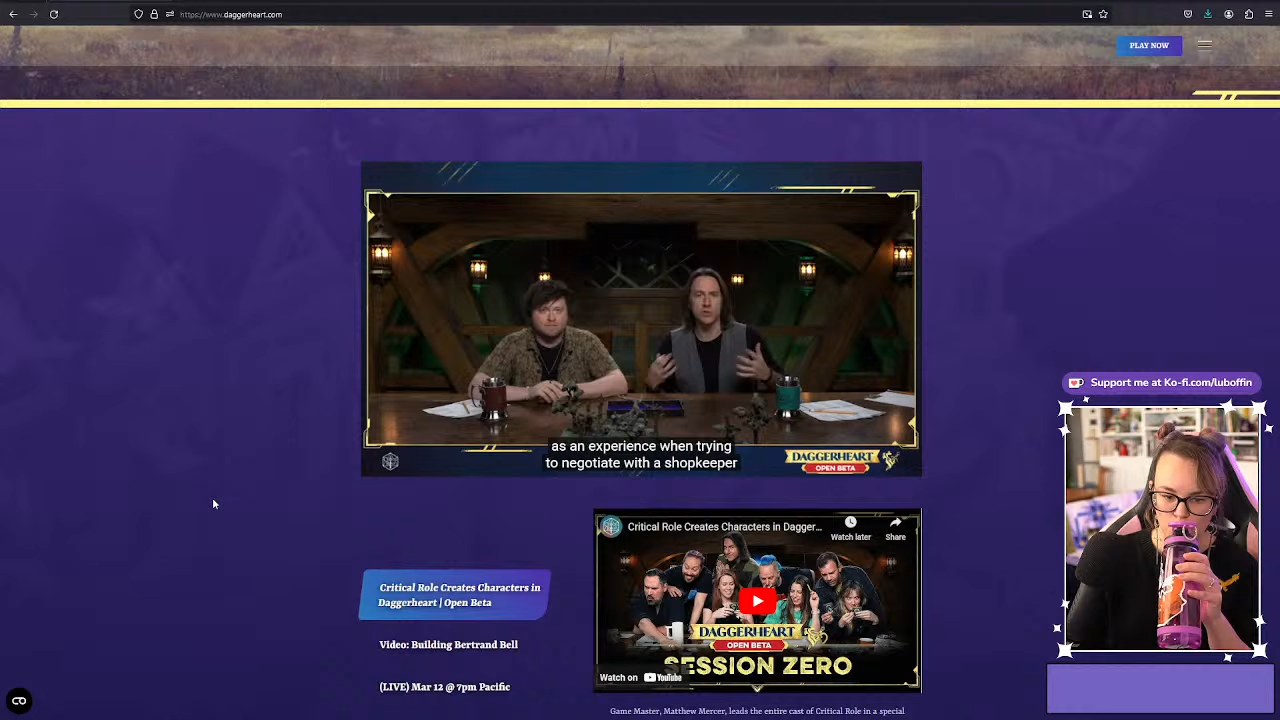 https://www.daggerheart.com
PLAY NOW
as an experience when trying
to negotiate with a shopkeeper
DAGGERHEART
OPEN BETA
Support me at Ko-fi.com/luboffin
Critical Role Creates Characters in Dagger...
Watch later
Share
Critical Role Creates Characters in
Daggerheart | Open Beta
DAGGERHEART
OPEN BETA
SESSION ZERO
Video: Building Bertrand Bell
Watch on YouTube
(LIVE) Mar 12 @ 7pm Pacific
Game Master, Matthew Mercer, leads the entire cast of Critical Role in a special